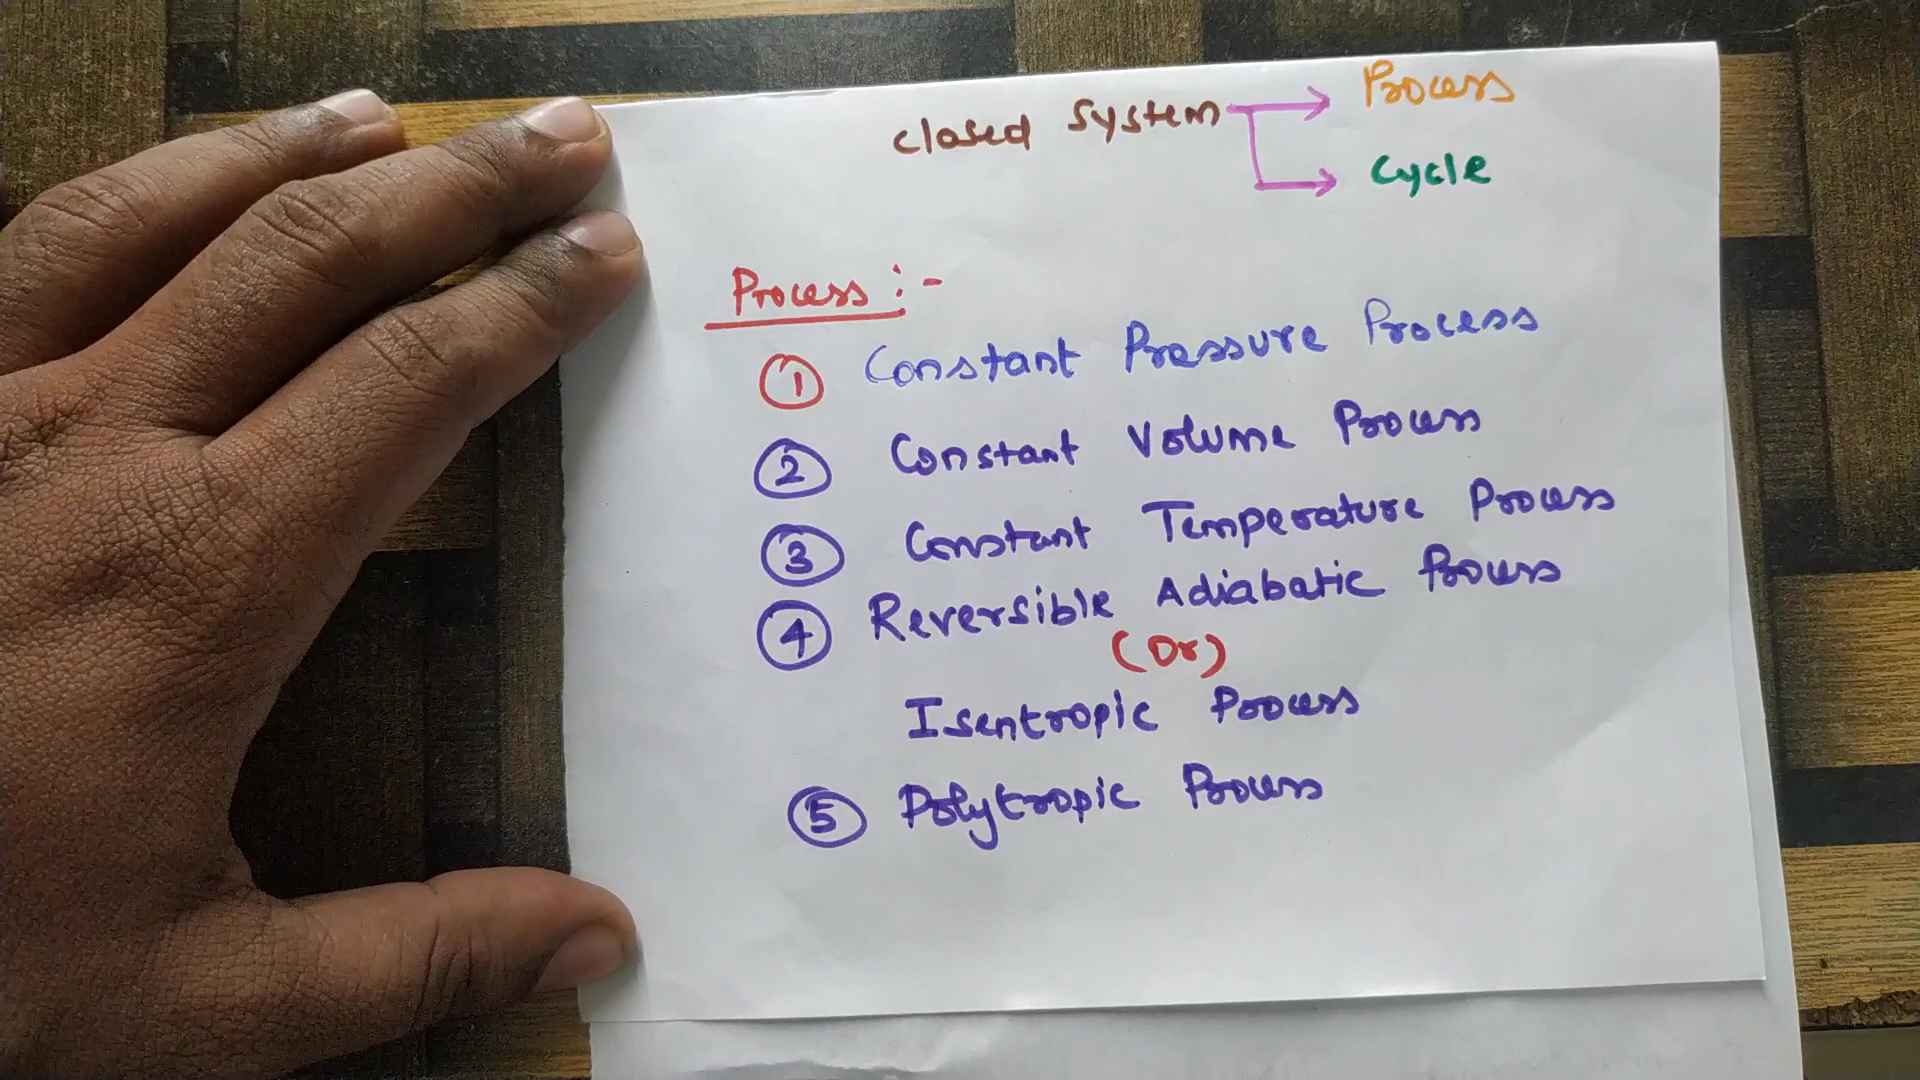 Closed System → Process
→ Cycle
Process :-
① Constant Pressure Process
② Constant Volume Process
③ Constant Temperature Process
④ Reversible Adiabatic Process
(Or)
Isentropic Process
⑤ Polytropic Process